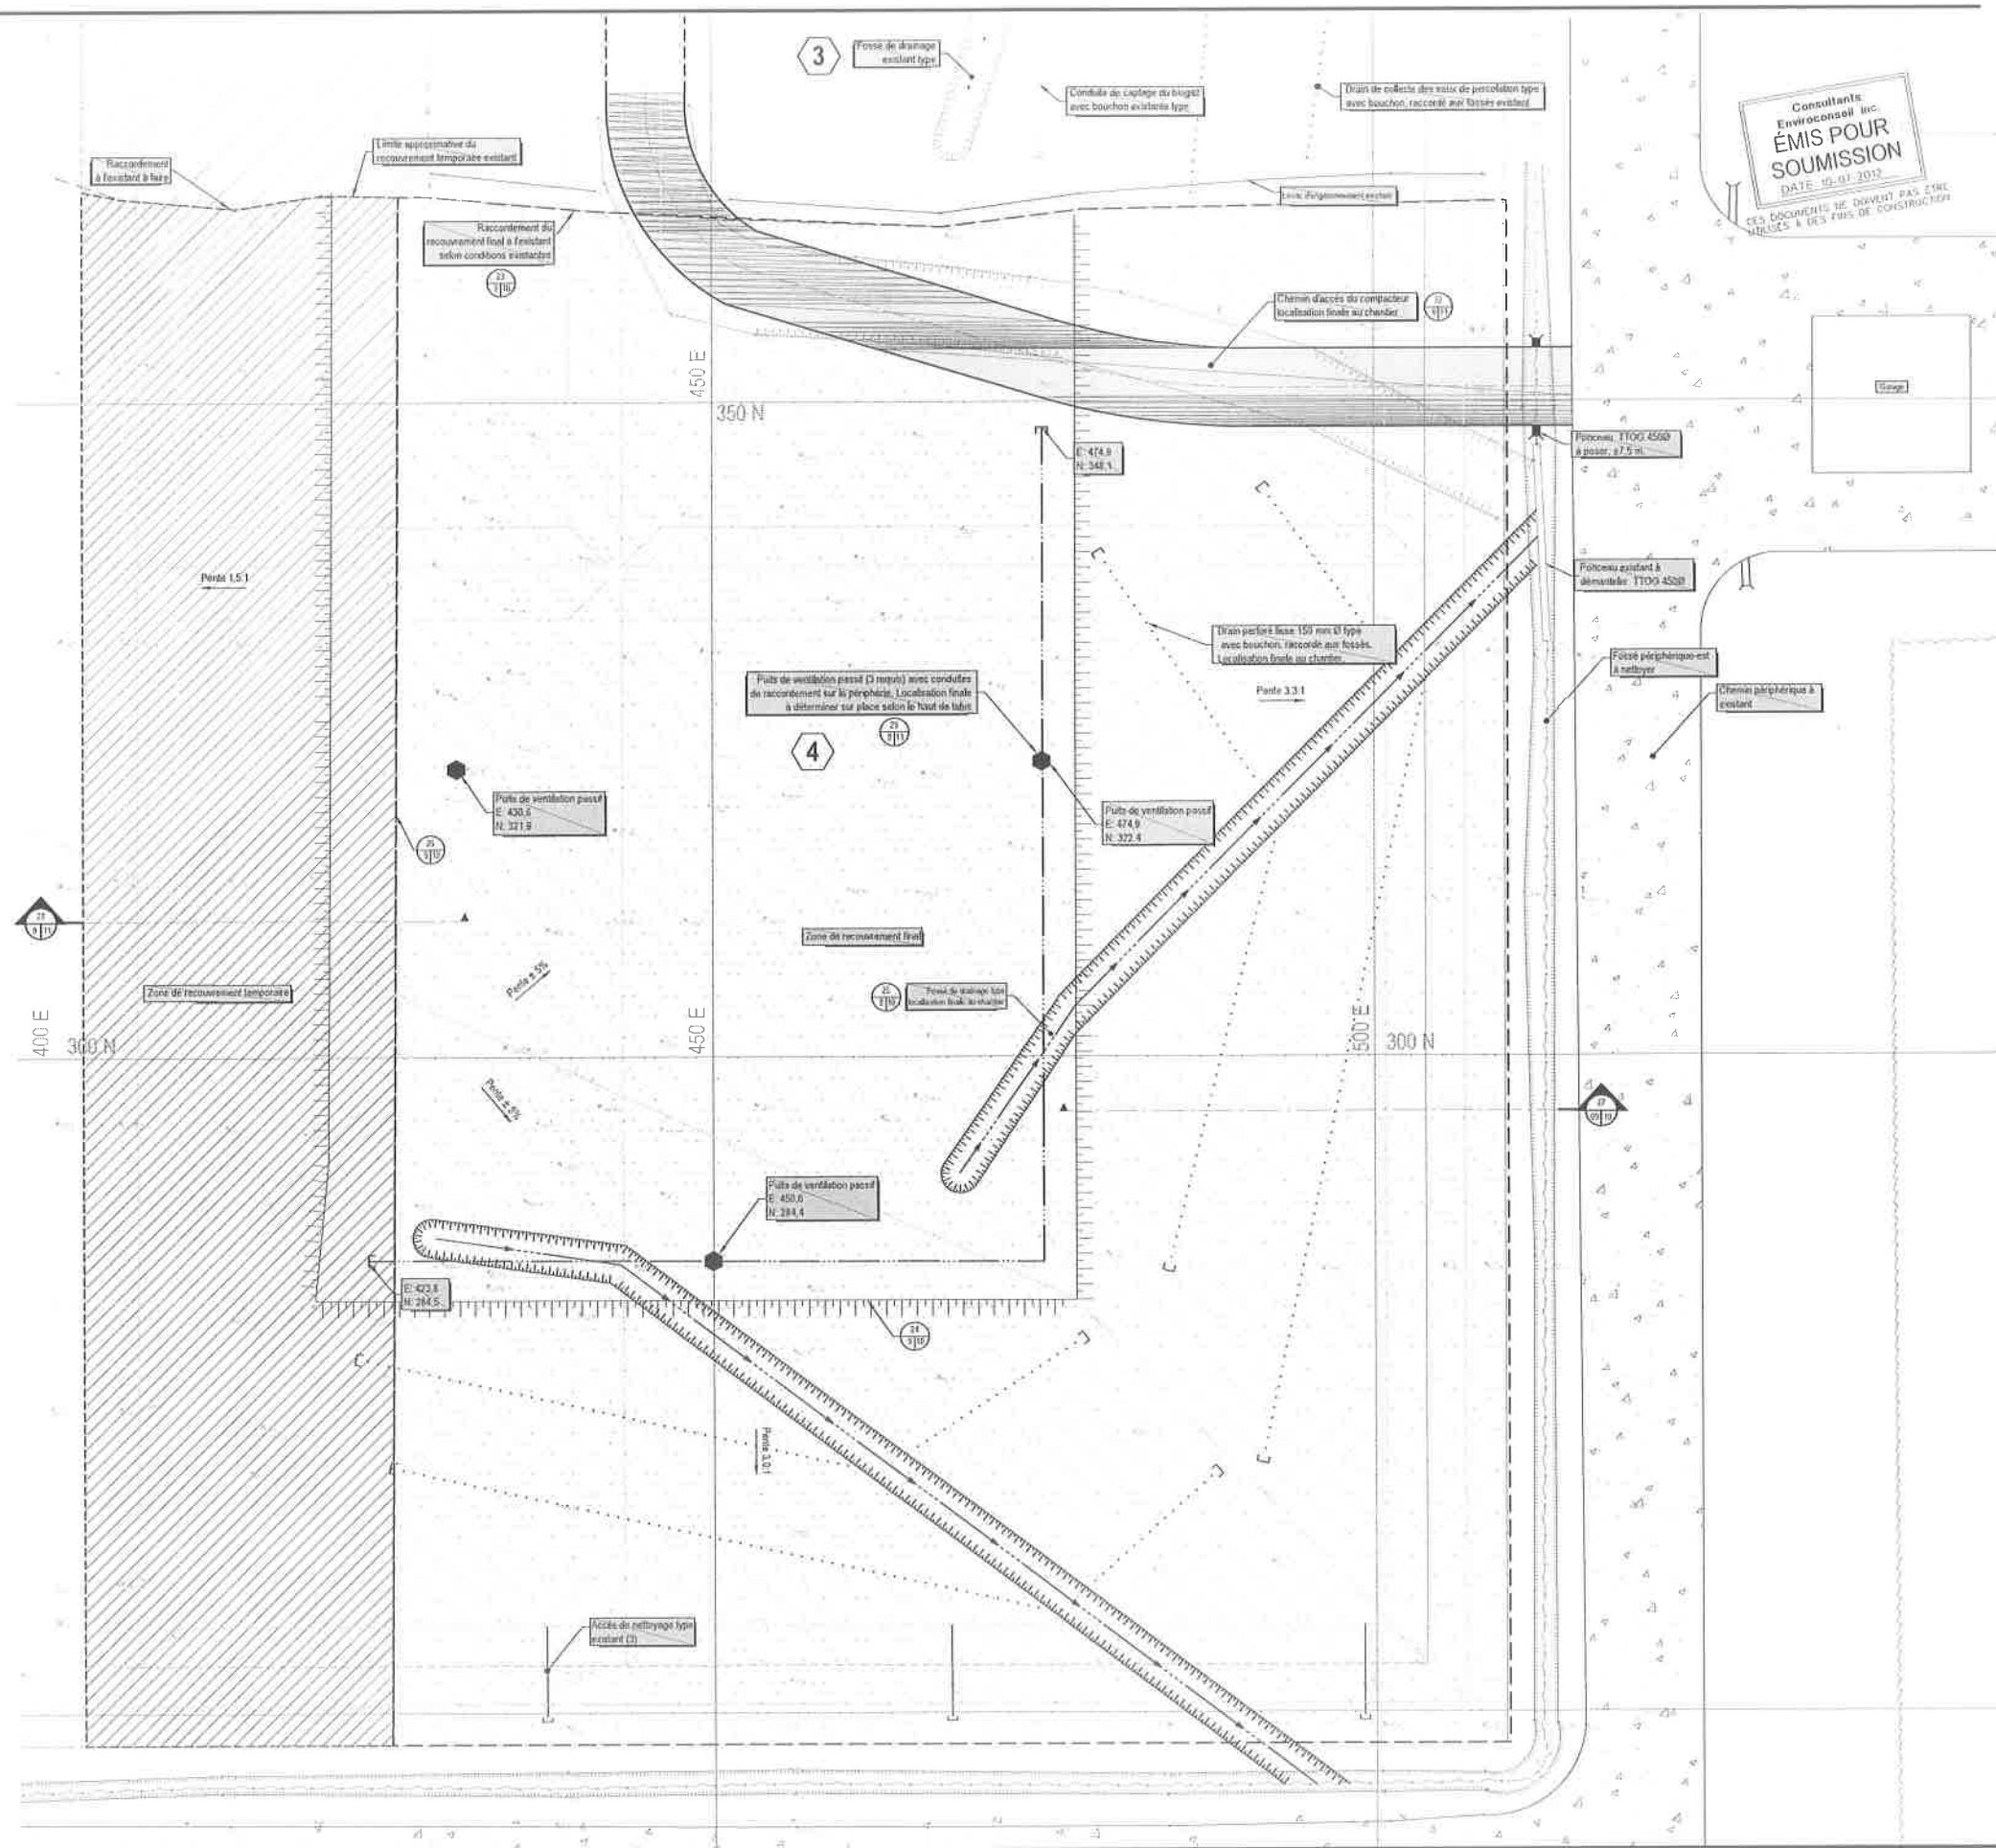 3
Fossé de drainage
existant type
Conduite de captage du biogaz
avec bouchon existante type
Drain de collecte des eaux de percolation type
avec bouchon, raccordé aux fossés existant
Consultants
Enviroconseil inc.
ÉMIS POUR
SOUMISSION
DATE 10-07-2012
CES DOCUMENTS NE DOIVENT PAS ÊTRE
UTILISÉS À DES FINS DE CONSTRUCTION
Raccordement
à l'existant à faire
Limite approximative du
recouvrement temporaire existant
Raccordement du
recouvrement final à l'existant
selon conditions existantes
23
Chemin d'accès du compacteur
localisation finale au chantier
450 E
350 N
Garage
E: 474,9
N: 348,1
Ponceau, TTOG 450Ø
à poser, ±7,5 m.
Pente 1,5:1
Ponceau existant à
démanteler TTOG 450Ø
Drain perforé lisse 150 mm Ø type
avec bouchon, raccordé aux fossés.
Localisation finale au chantier.
Fossé périphérique est
à nettoyer
Puits de ventilation passif (3 requis) avec conduites
de raccordement sur la périphérie. Localisation finale
à déterminer sur place selon le haut de talus
Pente 3.3:1
Chemin périphérique à
existant
4
Puits de ventilation passif
E: 430,6
N: 321,9
Puits de ventilation passif
E: 474,9
N: 322,4
Zone de recouvrement final
Pente ± 5%
Zone de recouvrement temporaire
Fossé de drainage type
localisation finale au chantier
400 E
300 N
450 E
500 E
300 N
Pente ± 5%
Puits de ventilation passif
E: 450,6
N: 284,4
E: 423,8
N: 284,5
24
Pente 3.0:1
Accès de nettoyage type
existant (3)